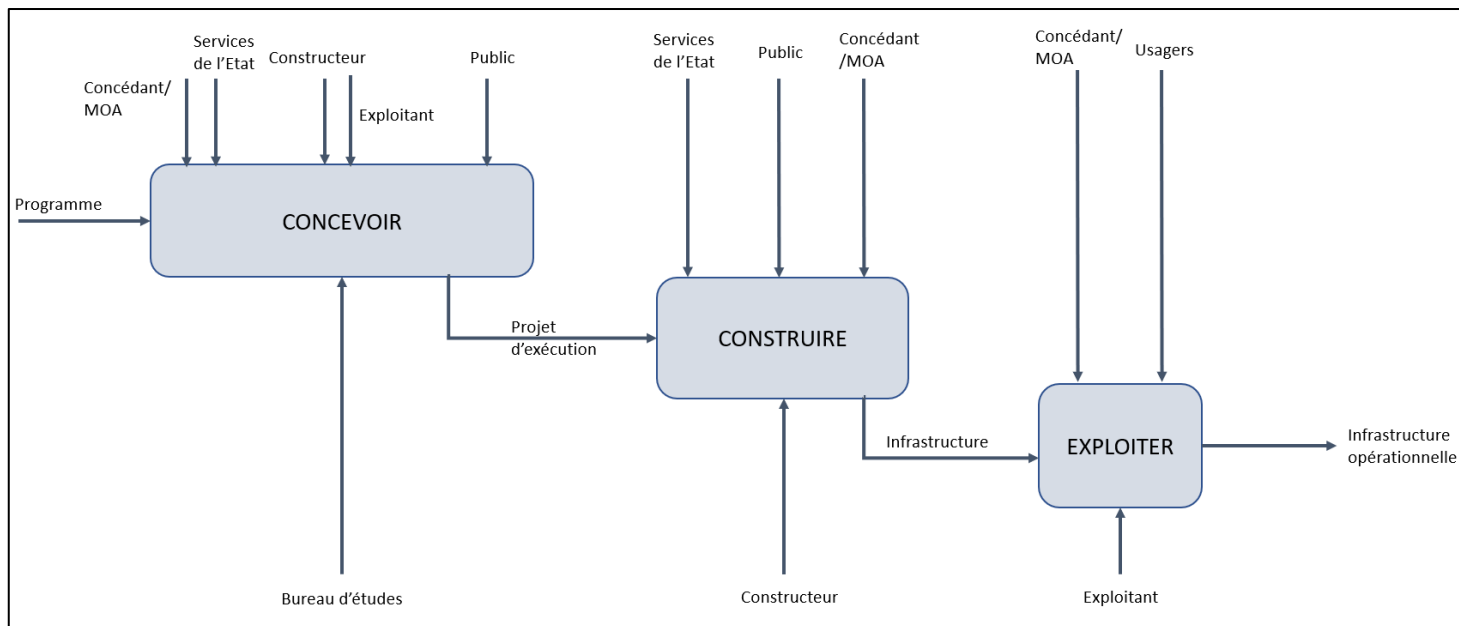 Services
de l’Etat
Constructeur
Public
Concédant/
MOA
Exploitant
Services
de l’Etat
Public
Concédant
/MOA
Concédant/
MOA
Usagers
Programme
CONCEVOIR
Projet
d’exécution
CONSTRUIRE
Infrastructure
EXPLOITER
Infrastructure
opérationnelle
Bureau d’études
Constructeur
Exploitant